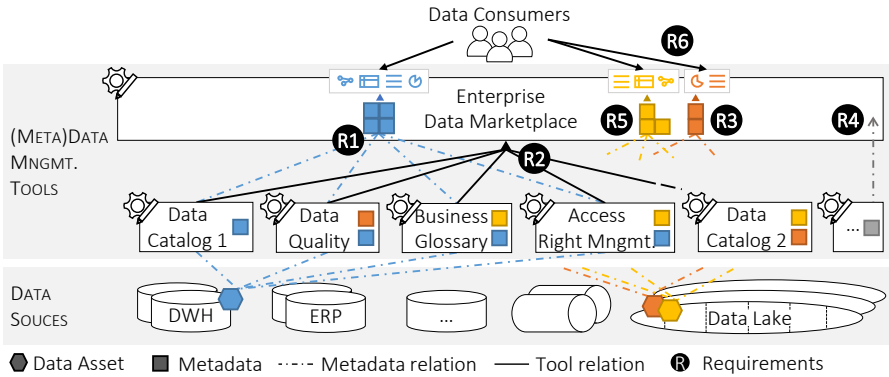 Data Consumers
R6
Enterprise
Data Marketplace
R5
R3
R4
R1
R2
(META)DATA
MNGMT.
TOOLS
Data
Catalog 1
Data
Quality
Business
Glossary
Access
Right Mngmt.
Data
Catalog 2
...
DATA
SOUCES
DWH
ERP
...
Data Lake
Data Asset
Metadata
Metadata relation
Tool relation
R
Requirements